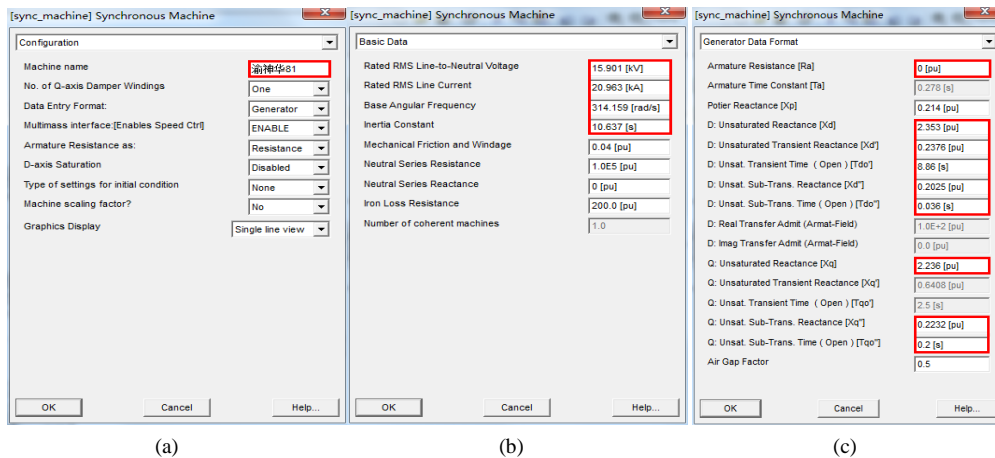 [sync_machine] Synchronous Machine
Configuration
Machine name 渝神华81
No. of Q-axis Damper Windings One
Data Entry Format: Generator
Multimass interface:[Enables Speed Ctrl] ENABLE
Armature Resistance as: Resistance
D-axis Saturation Disabled
Type of settings for initial condition None
Machine scaling factor? No
Graphics Display Single line view
OK Cancel Help...
(a)
[sync_machine] Synchronous Machine
Basic Data
Rated RMS Line-to-Neutral Voltage 15.901 [kV]
Rated RMS Line Current 20.963 [kA]
Base Angular Frequency 314.159 [rad/s]
Inertia Constant 10.637 [s]
Mechanical Friction and Windage 0.04 [pu]
Neutral Series Resistance 1.0E5 [pu]
Neutral Series Reactance 0 [pu]
Iron Loss Resistance 200.0 [pu]
Number of coherent machines 1.0
OK Cancel Help...
(b)
[sync_machine] Synchronous Machine
Generator Data Format
Armature Resistance [Ra] 0 [pu]
Armature Time Constant [Ta] 0.278 [s]
Potier Reactance [Xp] 0.214 [pu]
D: Unsaturated Reactance [Xd] 2.353 [pu]
D: Unsaturated Transient Reactance [Xd'] 0.2376 [pu]
D: Unsat. Transient Time ( Open ) [Tdo'] 8.86 [s]
D: Unsat. Sub-Trans. Reactance [Xd"] 0.2025 [pu]
D: Unsat. Sub-Trans. Time ( Open ) [Tdo"] 0.036 [s]
D: Real Transfer Admit (Armat-Field) 1.0E+2 [pu]
D: Imag Transfer Admit (Armat-Field) 0.0 [pu]
Q: Unsaturated Reactance [Xq] 2.236 [pu]
Q: Unsaturated Transient Reactance [Xq'] 0.6408 [pu]
Q: Unsat. Transient Time ( Open ) [Tqo'] 2.5 [s]
Q: Unsat. Sub-Trans. Reactance [Xq"] 0.2232 [pu]
Q: Unsat. Sub-Trans. Time ( Open ) [Tqo"] 0.2 [s]
Air Gap Factor 0.5
OK Cancel Help...
(c)